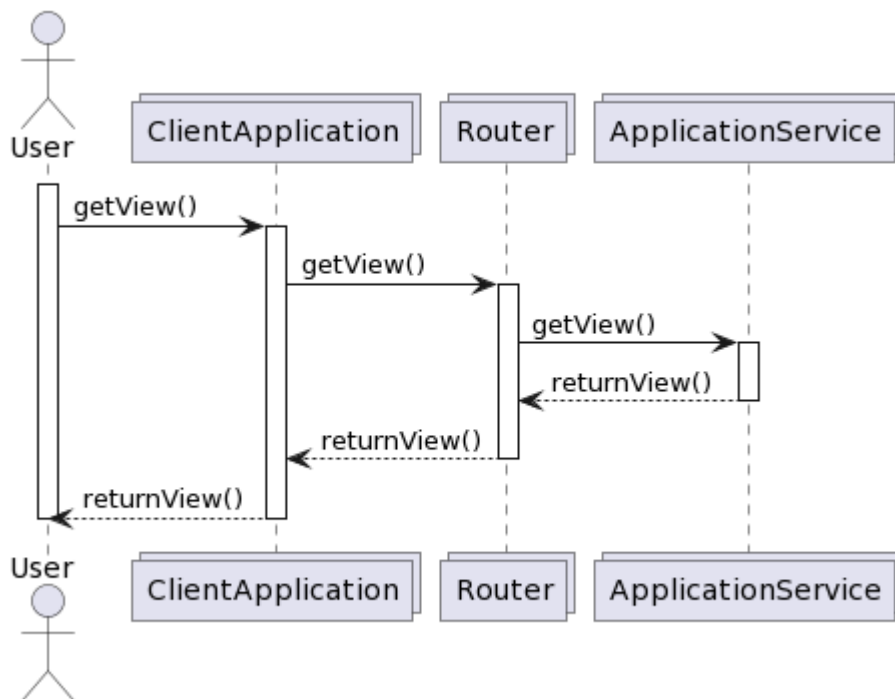 User
ClientApplication
Router
ApplicationService
getView()
getView()
getView()
returnView()
returnView()
returnView()
User
ClientApplication
Router
ApplicationService